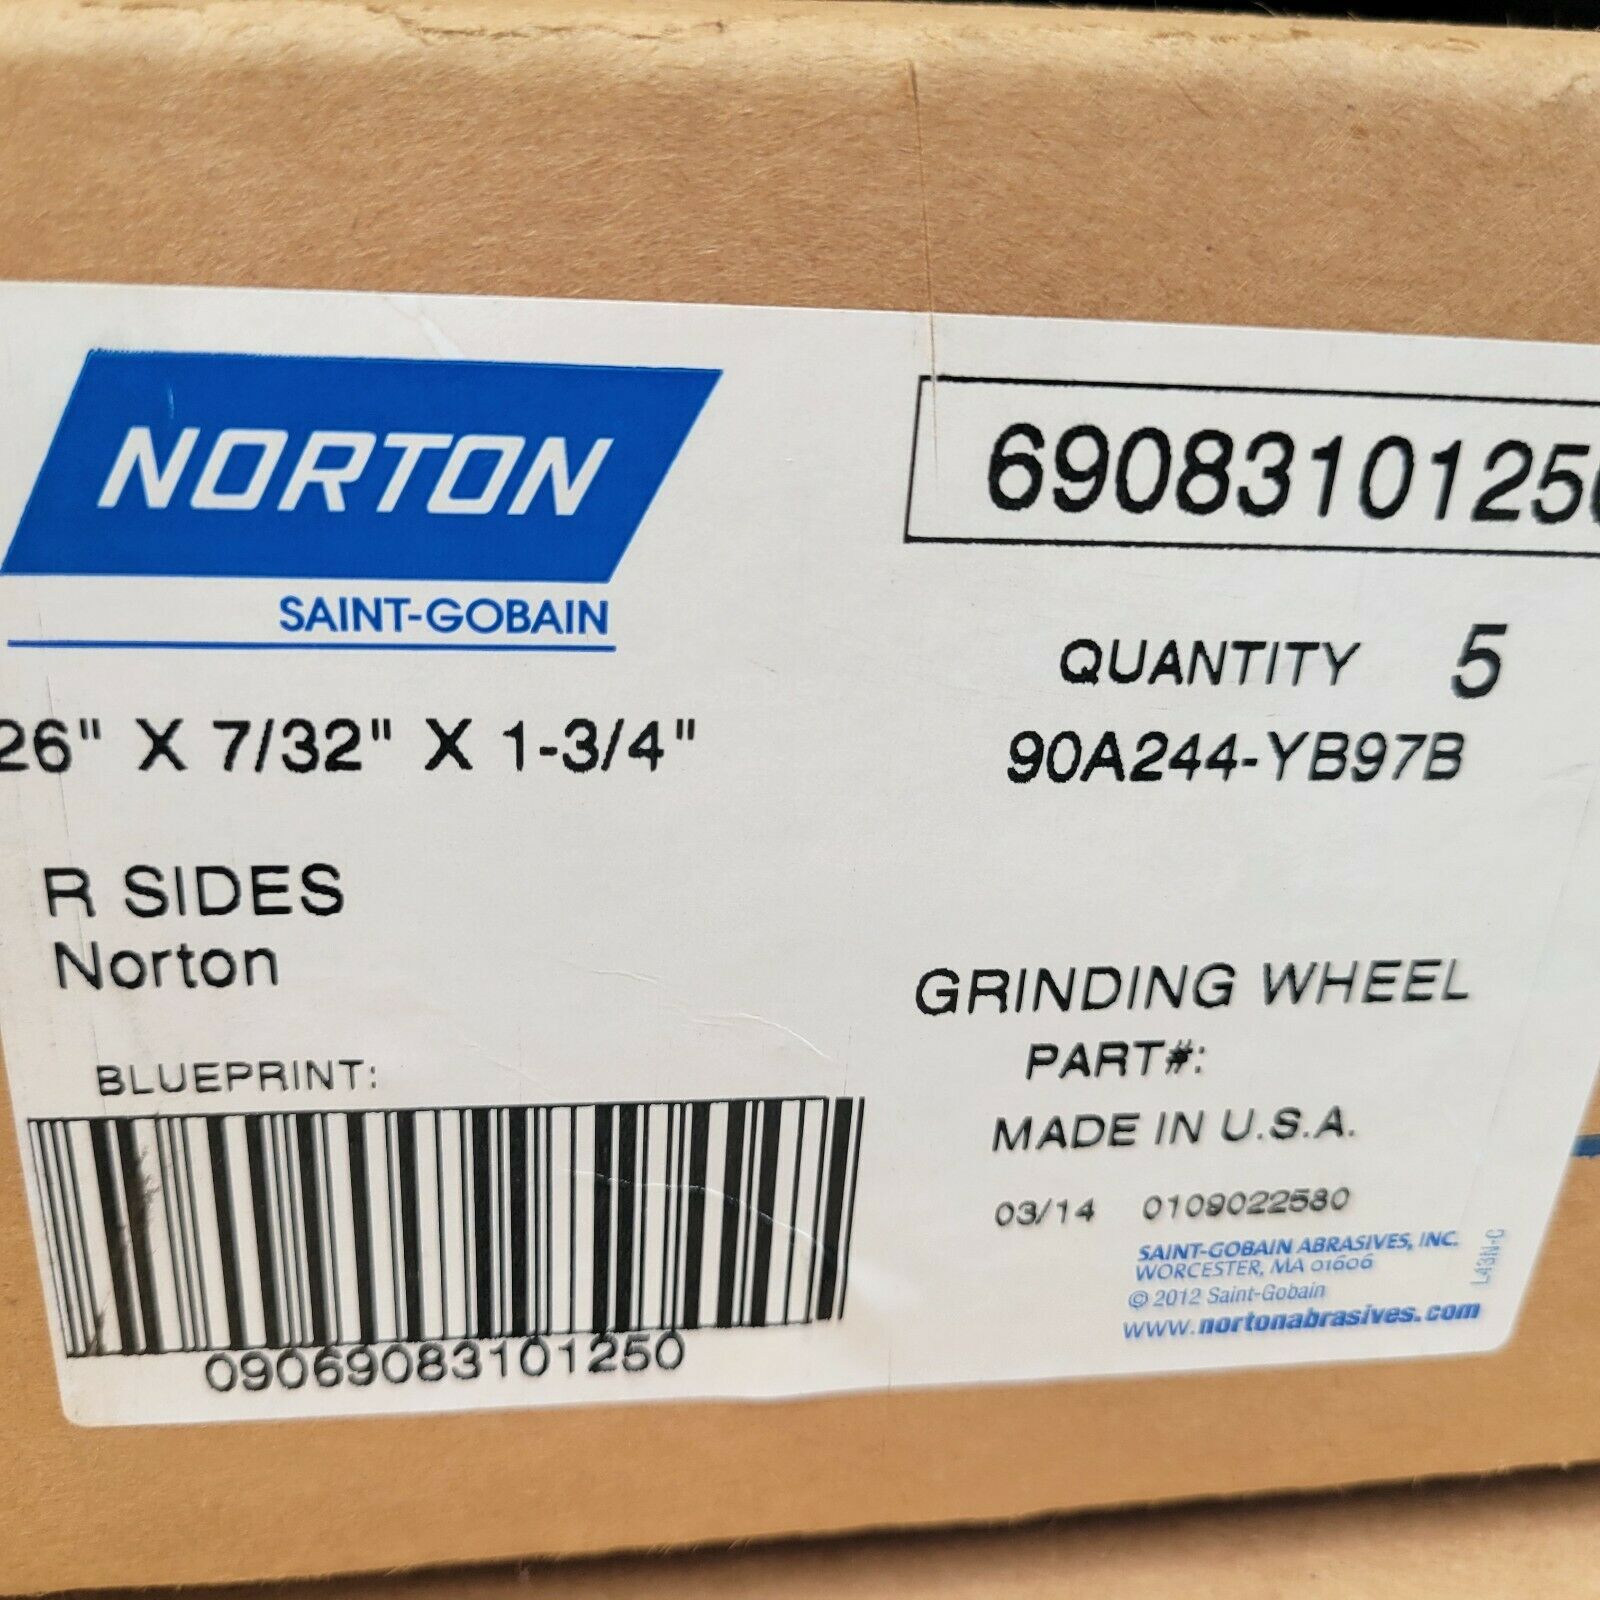 NORTON
SAINT-GOBAIN
69083101250
QUANTITY 5
26" X 7/32" X 1-3/4"
90A244-YB97B
R SIDES
Norton
GRINDING WHEEL
PART#:
BLUEPRINT:
MADE IN U.S.A.
03/14 0109022580
SAINT-GOBAIN ABRASIVES, INC.
WORCESTER, MA 01606
© 2012 Saint-Gobain
www.nortonabrasives.com
L43N-C
09069083101250